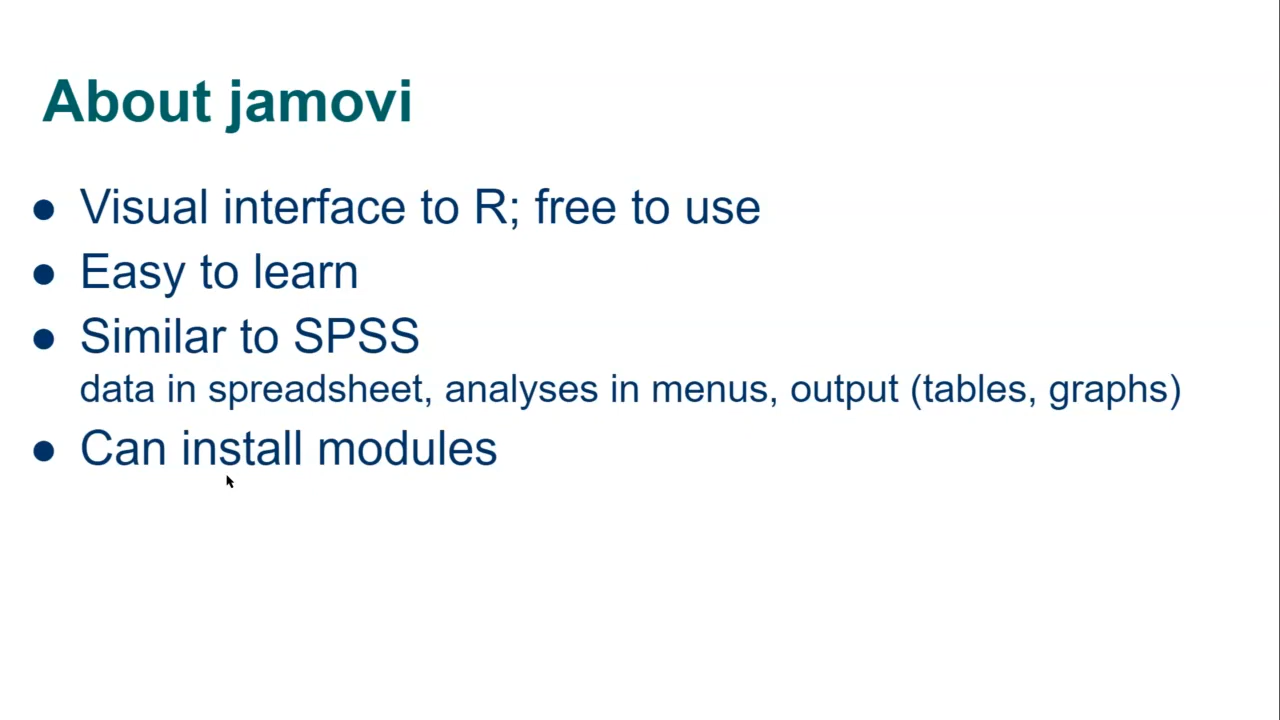 About jamovi
● Visual interface to R; free to use
● Easy to learn
● Similar to SPSS
data in spreadsheet, analyses in menus, output (tables, graphs)
● Can install modules